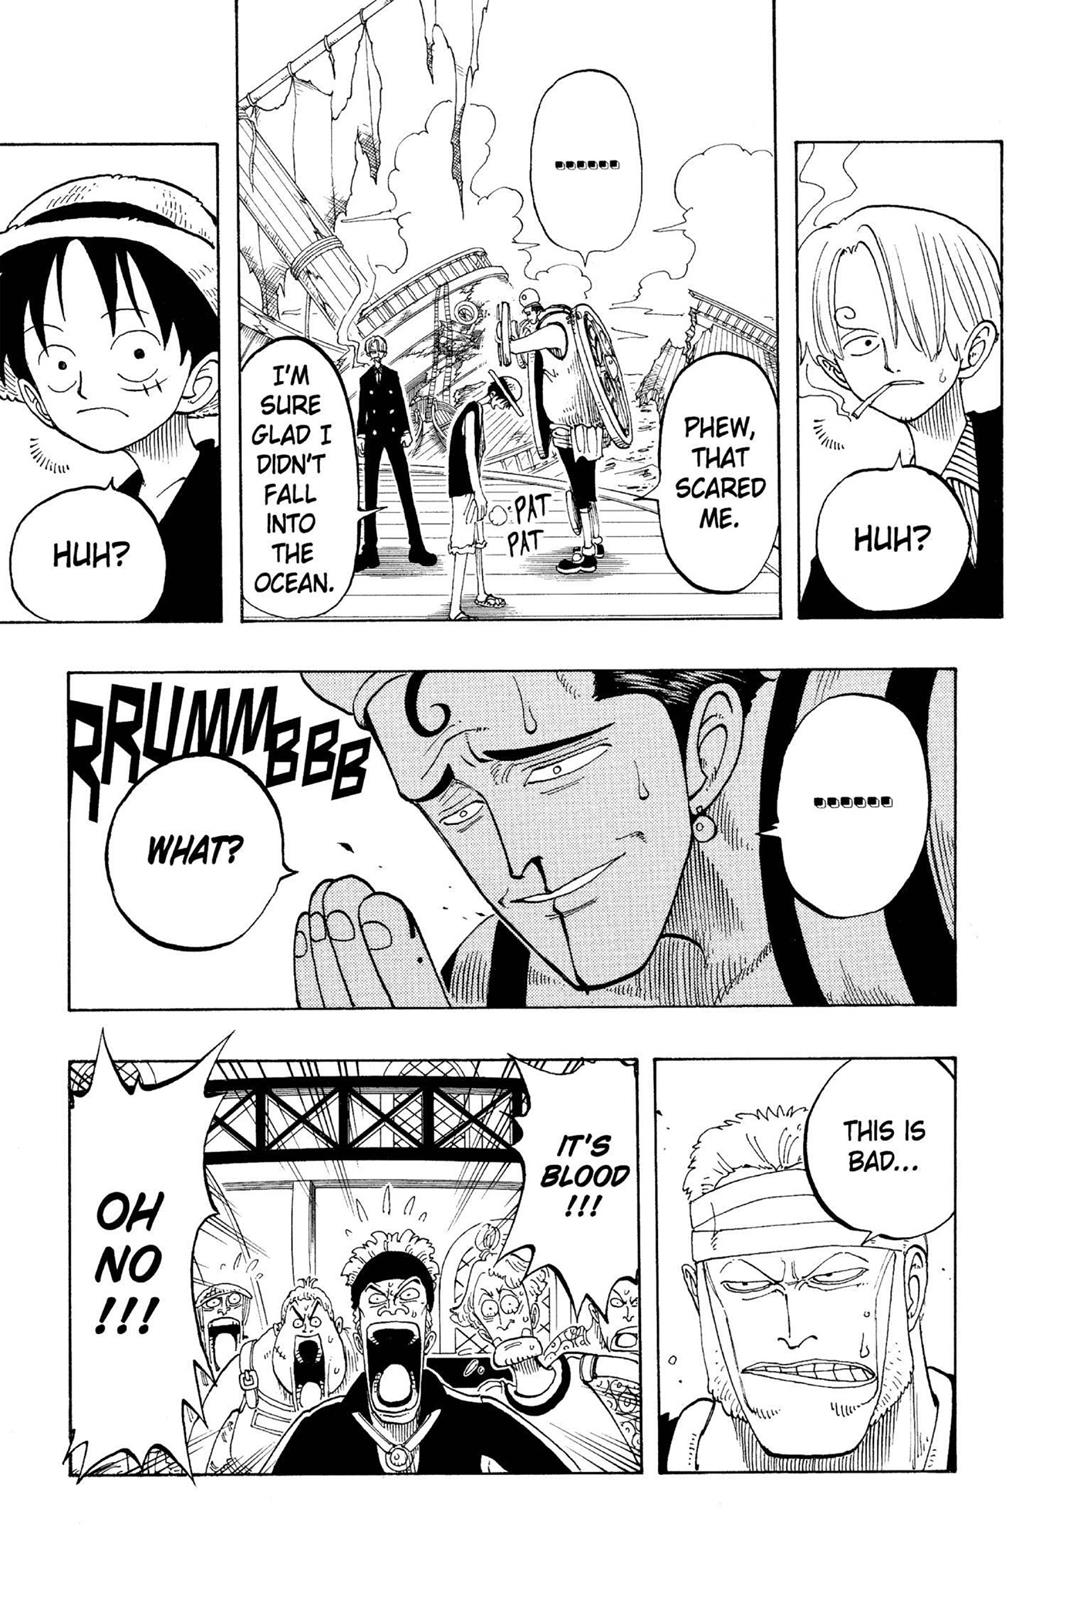 HUH?
......
PHEW,
THAT
SCARED
ME.
PAT
PAT
I'M
SURE
GLAD I
DIDN'T
FALL
INTO
THE
OCEAN.
HUH?
......
RRUMMMBBB
WHAT?
THIS IS
BAD...
IT'S
BLOOD
!!!
OH
NO
!!!